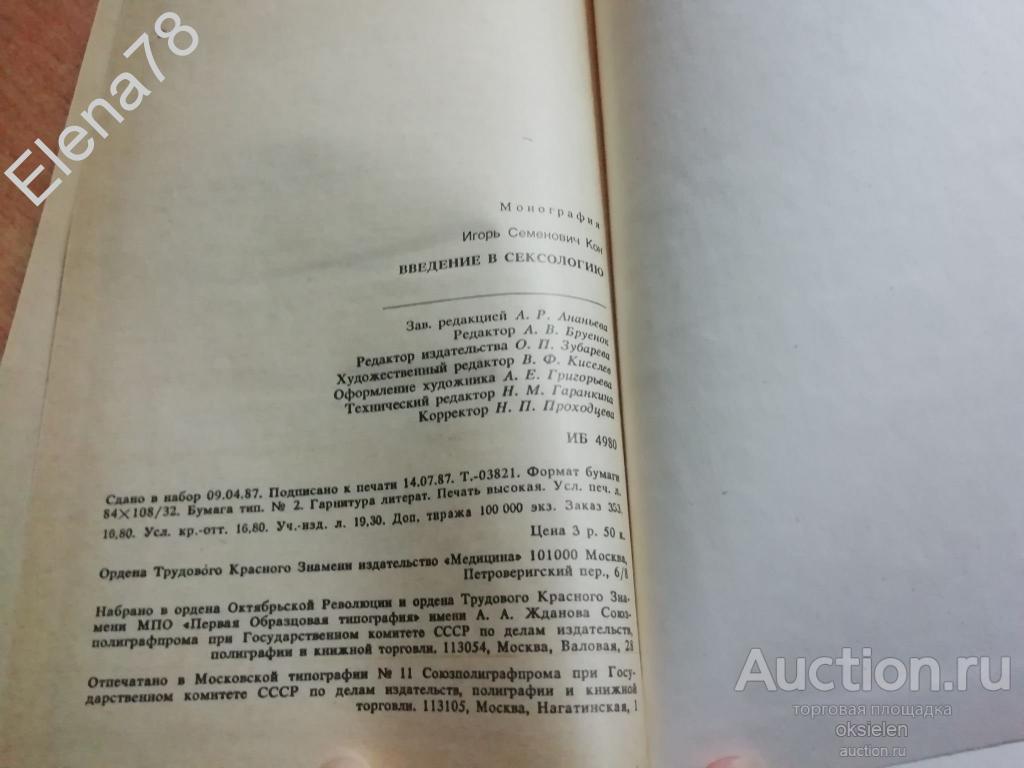 Elena78
Монография
Игорь Семенович Кон
ВВЕДЕНИЕ В СЕКСОЛОГИЮ
Зав. редакцией А. Р. Ананьева
Редактор А. В. Бруенок
Редактор издательства О. П. Зубарева
Художественный редактор В. Ф. Киселев
Оформление художника А. Е. Григорьева
Технический редактор Н. М. Гаранкина
Корректор Н. П. Проходцева
ИБ 4980
Сдано в набор 09.04.87. Подписано к печати 14.07.87. Т.-03821. Формат бумаги
84×108/32. Бумага тип. № 2. Гарнитура литерат. Печать высокая. Усл. печ. л.
16,80. Усл. кр.-отт. 16,80. Уч.-изд. л. 19,30. Доп. тиража 100 000 экз. Заказ 353.
Цена 3 р. 50 к.
Ордена Трудового Красного Знамени издательство «Медицина» 101000 Москва,
Петроверигский пер., 6/8
Набрано в ордена Октябрьской Революции и ордена Трудового Красного Зна-
мени МПО «Первая Образцовая типография» имени А. А. Жданова Союз-
полиграфпрома при Государственном комитете СССР по делам издательств,
полиграфии и книжной торговли. 113054, Москва, Валовая, 28
Отпечатано в Московской типографии № 11 Союзполиграфпрома при Госу-
дарственном комитете СССР по делам издательств, полиграфии и книжной
торговли. 113105, Москва, Нагатинская, 1
Auction.ru
торговая площадка
oksielen
auction.ru